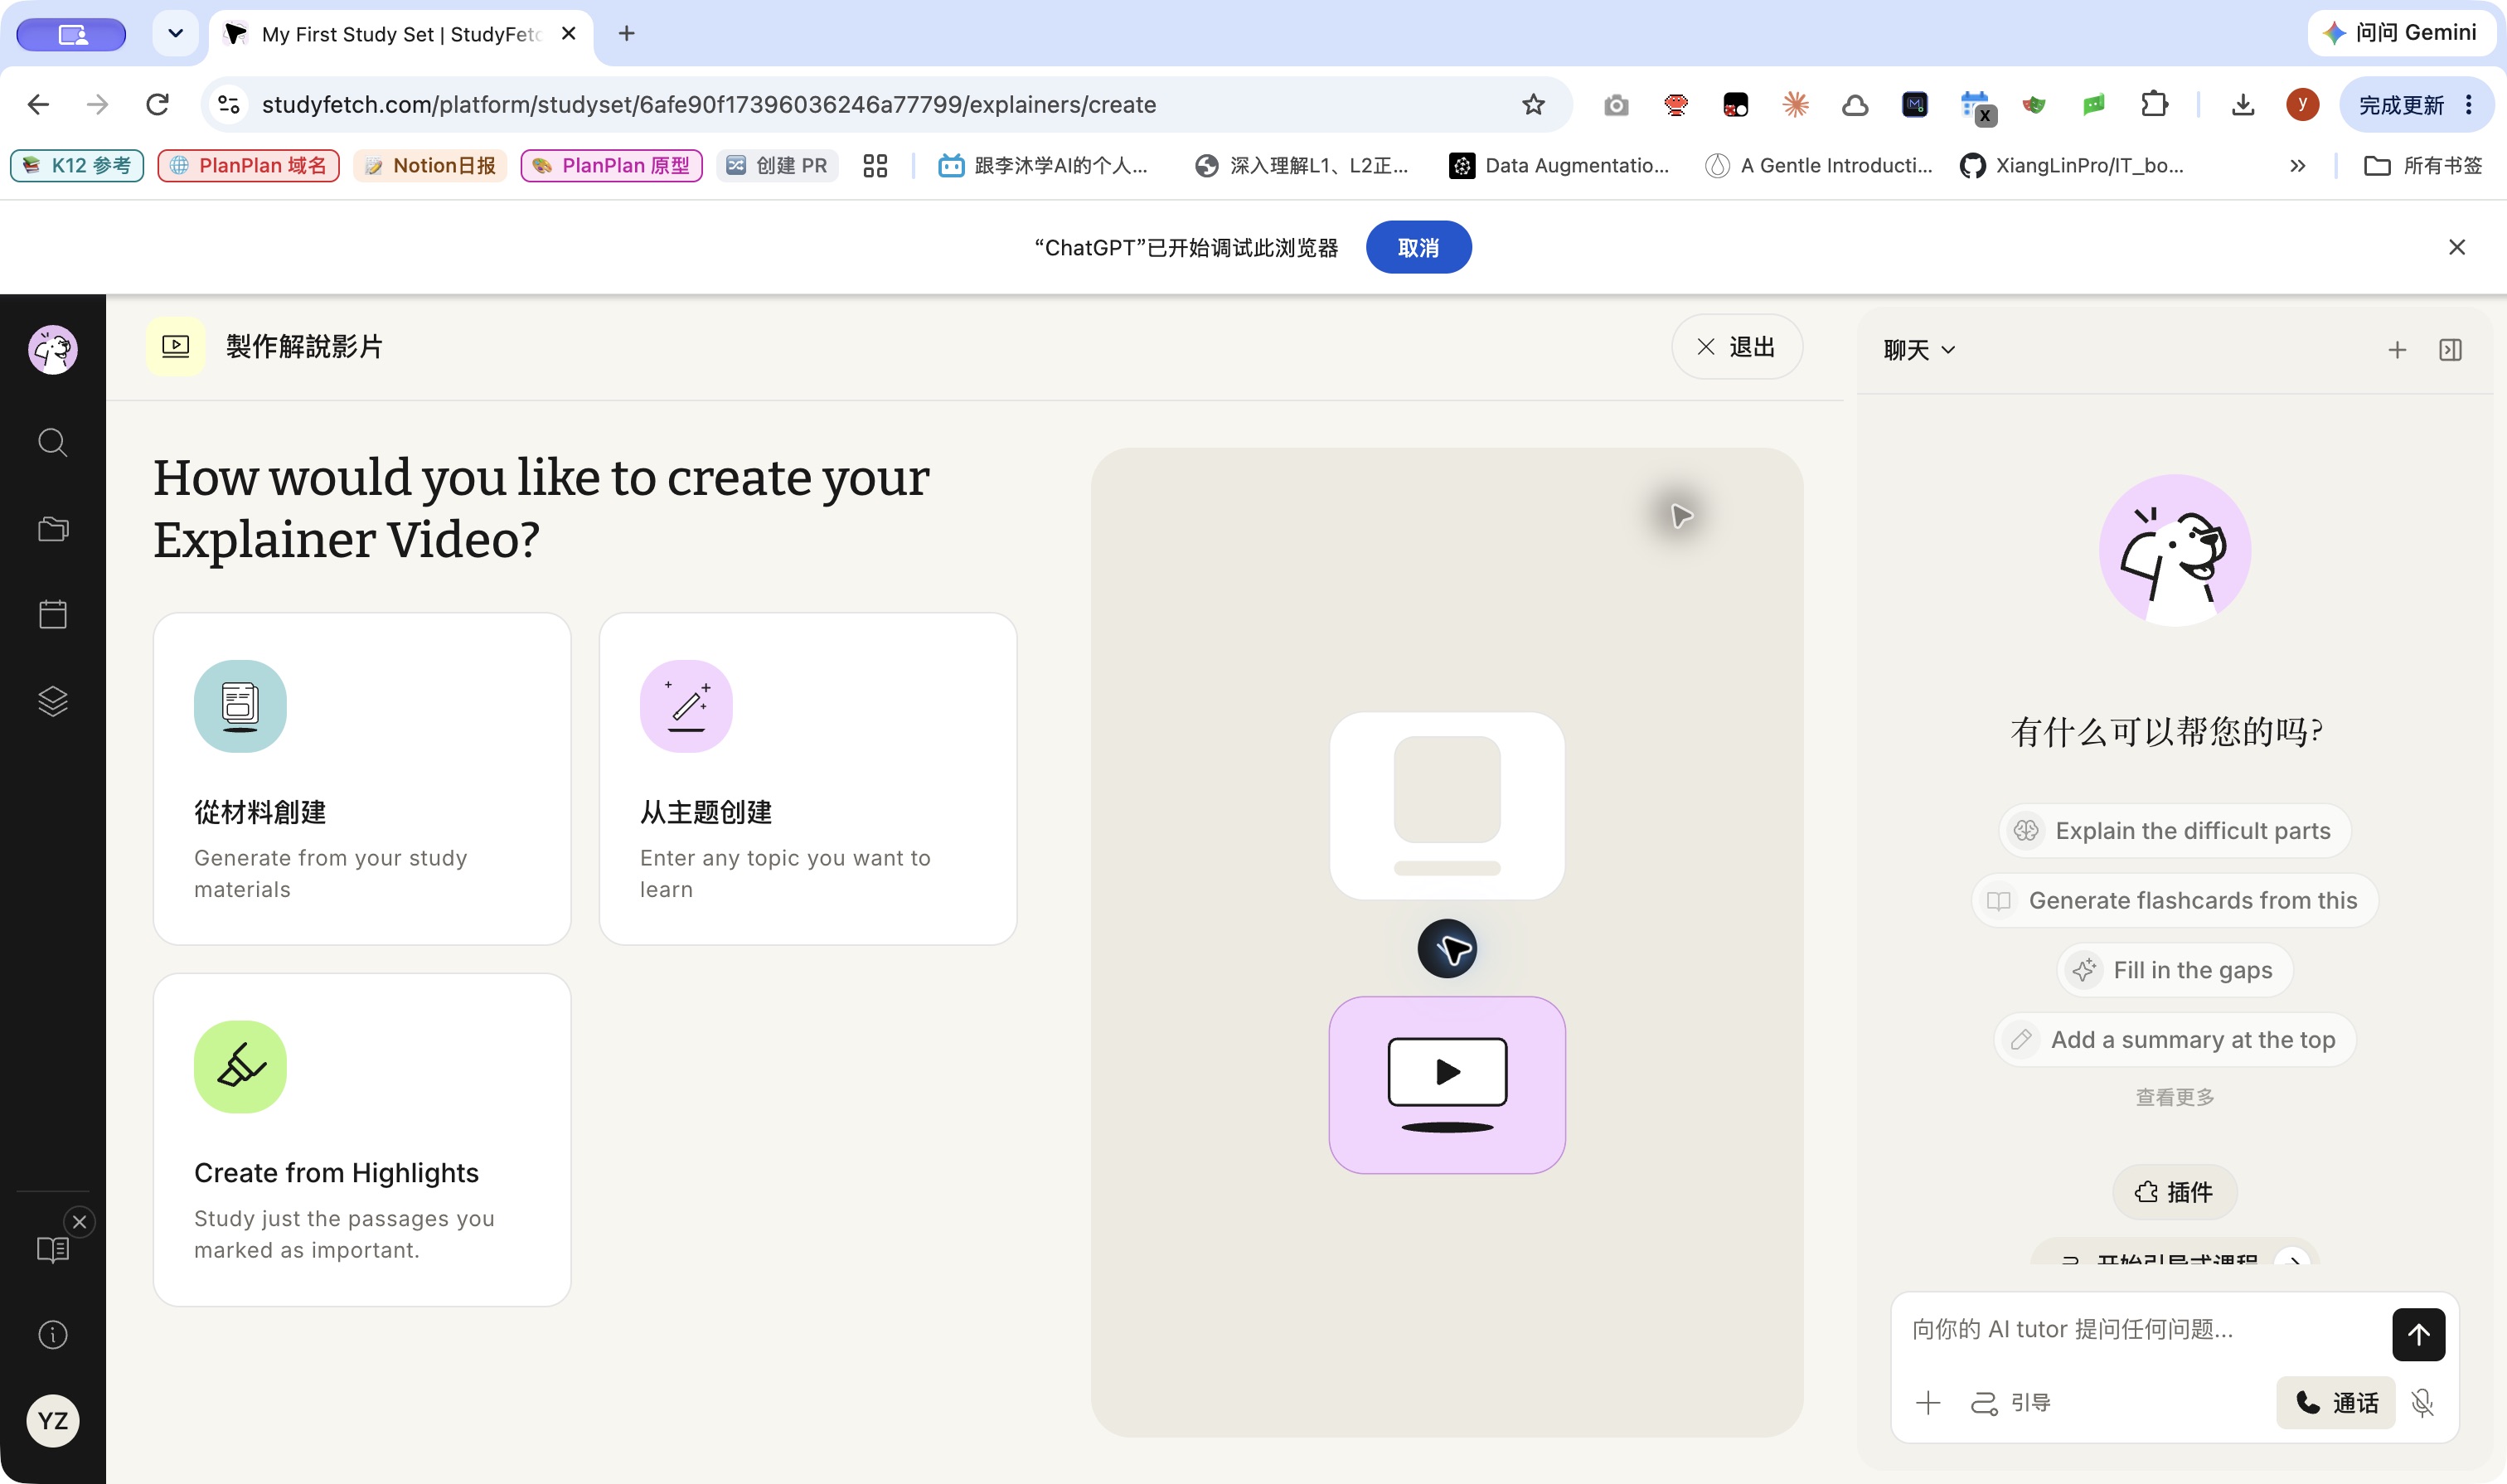 My First Study Set | StudyFetc
问问 Gemini
studyfetch.com/platform/studyset/6afe90f17396036246a77799/explainers/create
y
完成更新
K12 参考
PlanPlan 域名
Notion日报
PlanPlan 原型
创建 PR
跟李沐学AI的个人...
深入理解L1、L2正...
Data Augmentatio...
A Gentle Introducti...
XiangLinPro/IT_bo...
所有书签
“ChatGPT”已开始调试此浏览器
取消
製作解說影片
退出
聊天
How would you like to create your
Explainer Video?
從材料創建
Generate from your study
materials
从主题创建
Enter any topic you want to
learn
Create from Highlights
Study just the passages you
marked as important.
有什么可以帮您的吗?
Explain the difficult parts
Generate flashcards from this
Fill in the gaps
Add a summary at the top
查看更多
插件
开始引导式课程
向你的 AI tutor 提问任何问题...
引导
通话
YZ